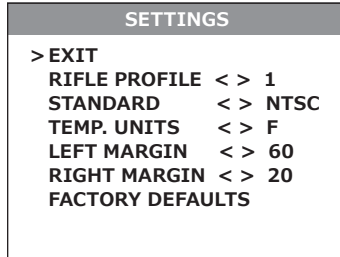 SETTINGS
> EXIT
RIFLE PROFILE < > 1
STANDARD < > NTSC
TEMP. UNITS < > F
LEFT MARGIN < > 60
RIGHT MARGIN < > 20
FACTORY DEFAULTS